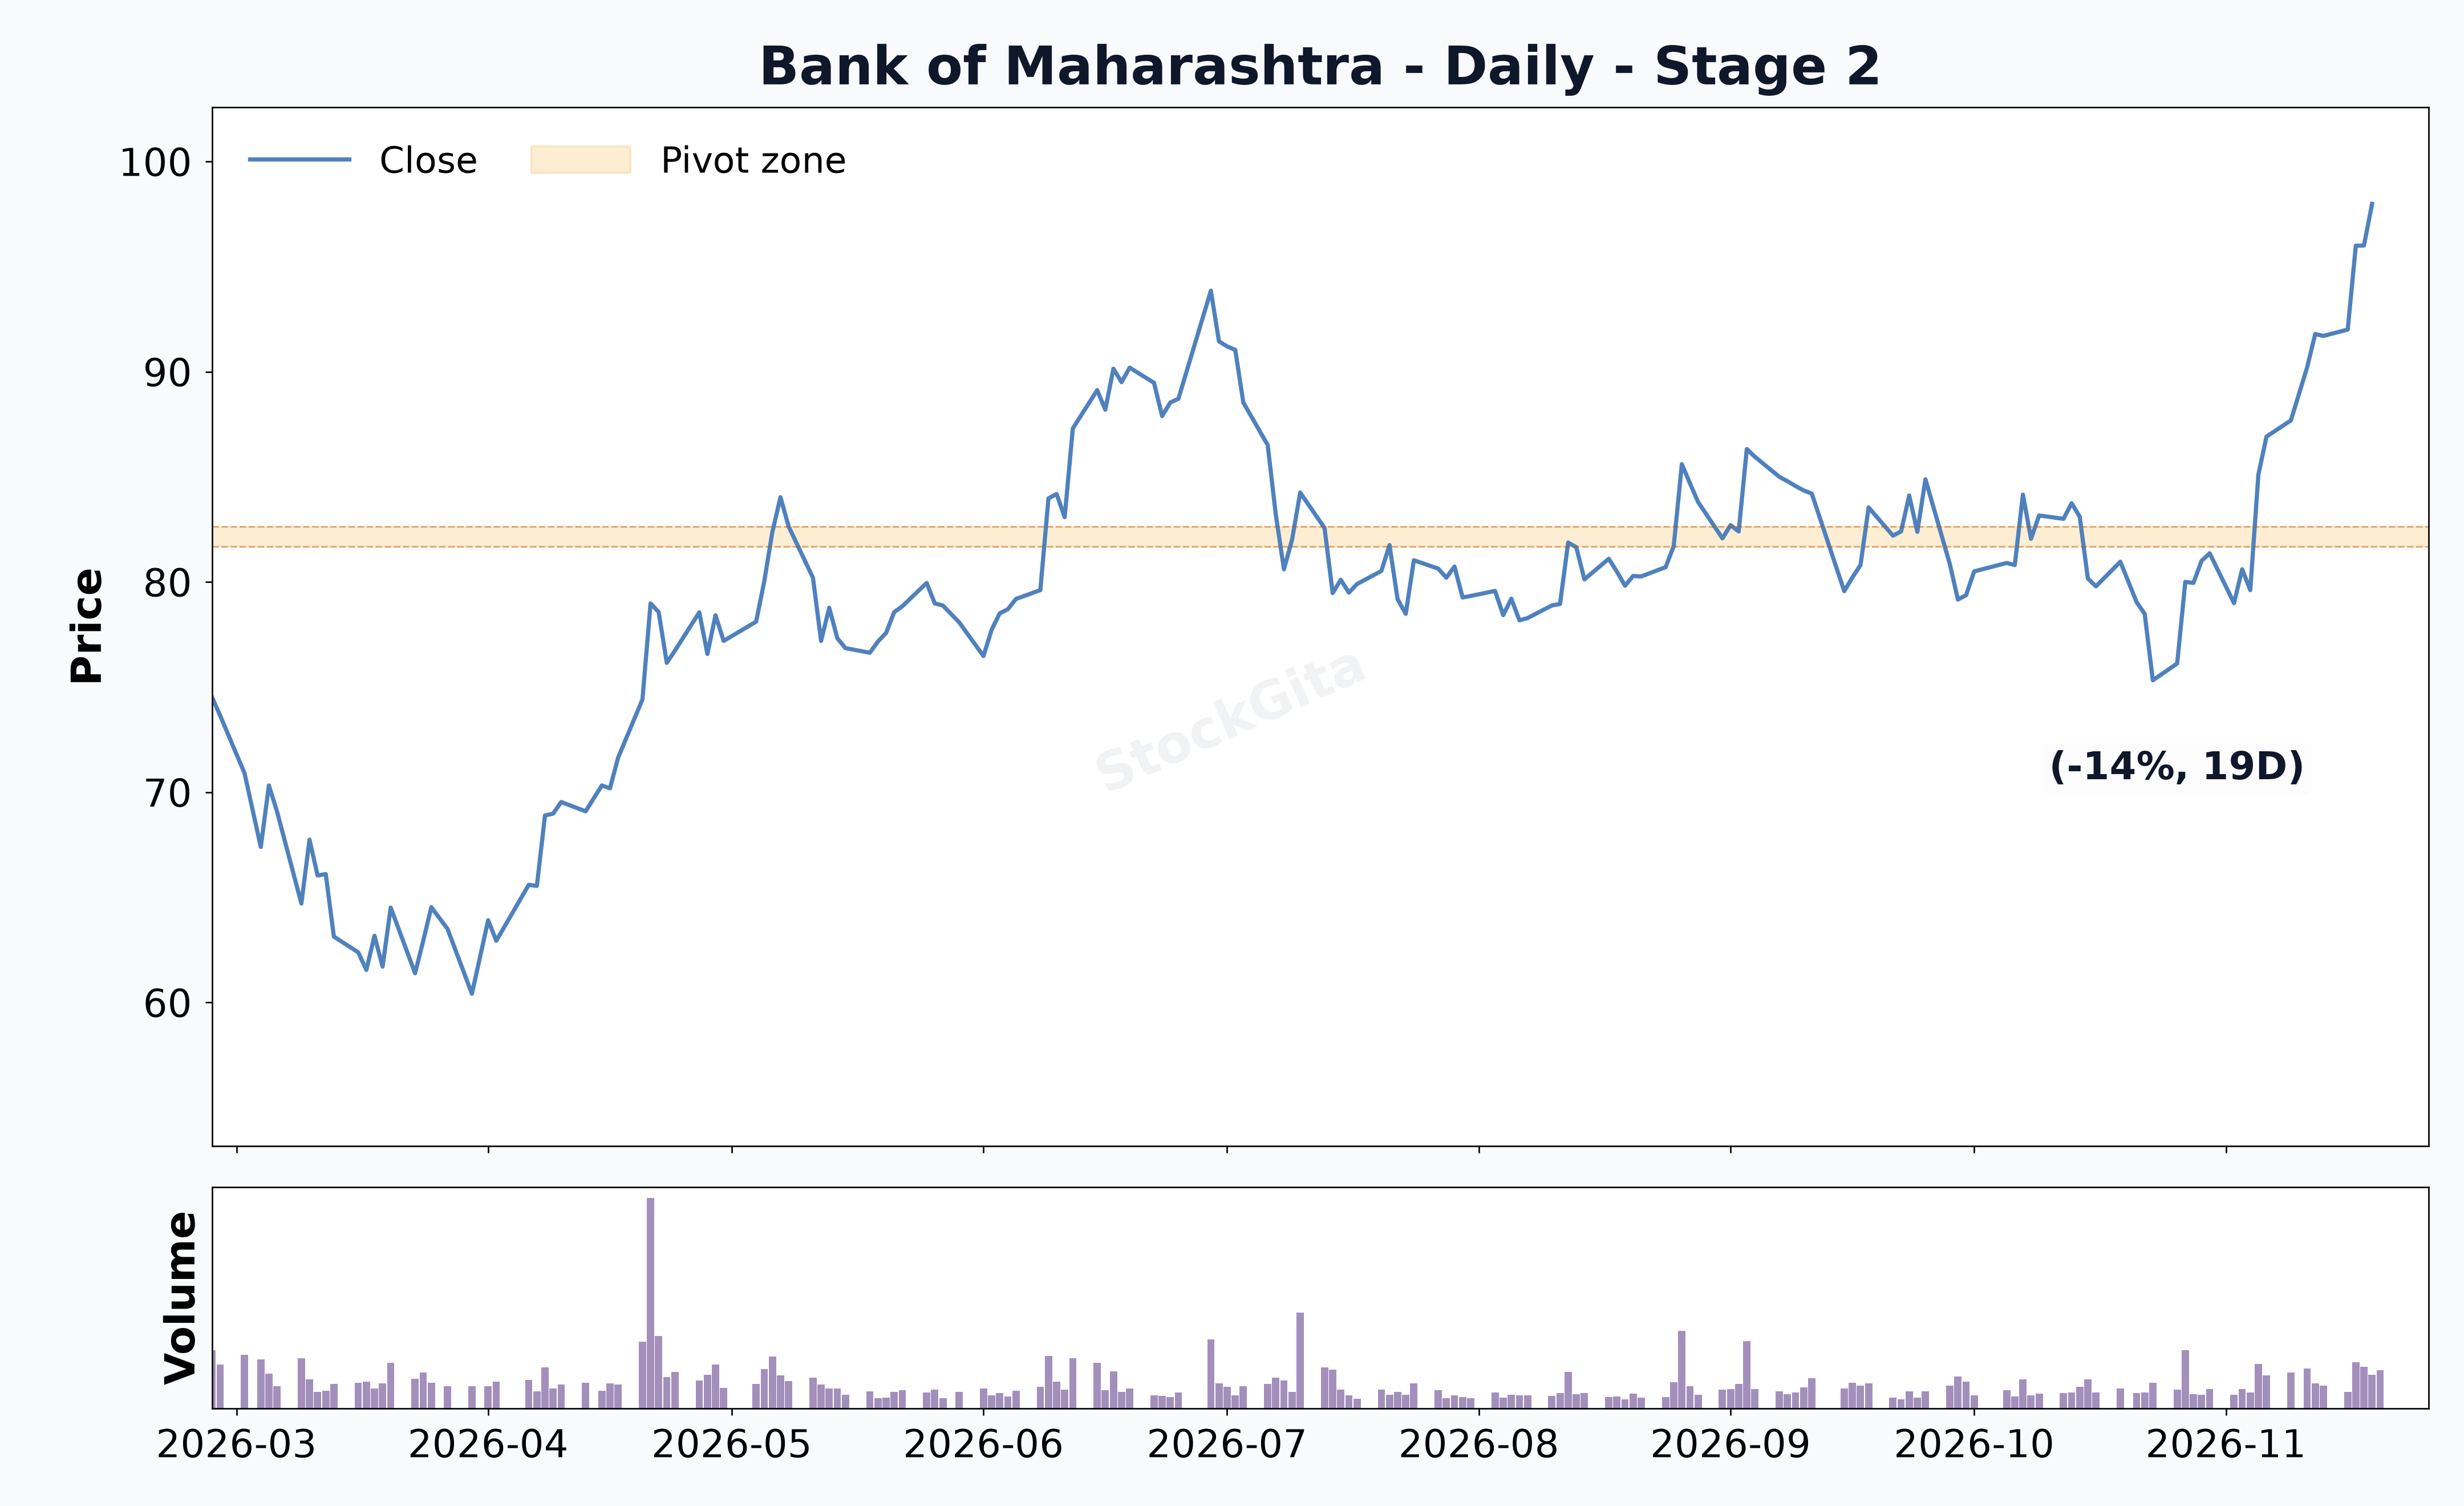 Bank of Maharashtra - Daily - Stage 2
Close
Pivot zone
100
90
80
70
60
Price
StockGita
(-14%, 19D)
Volume
2026-03
2026-04
2026-05
2026-06
2026-07
2026-08
2026-09
2026-10
2026-11